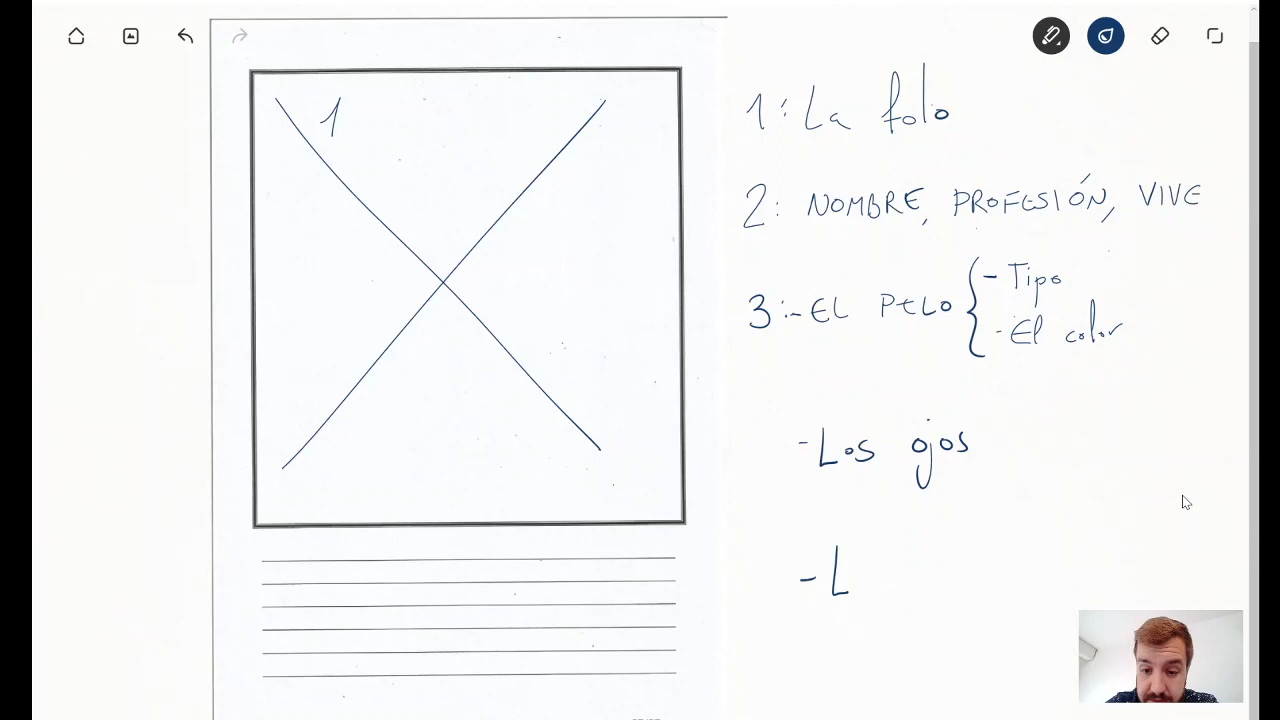 1
1: La foto
2: NOMBRE, PROFESIÓN, VIVE
3:-EL PELO { - Tipo
- El color
- Los ojos
- L